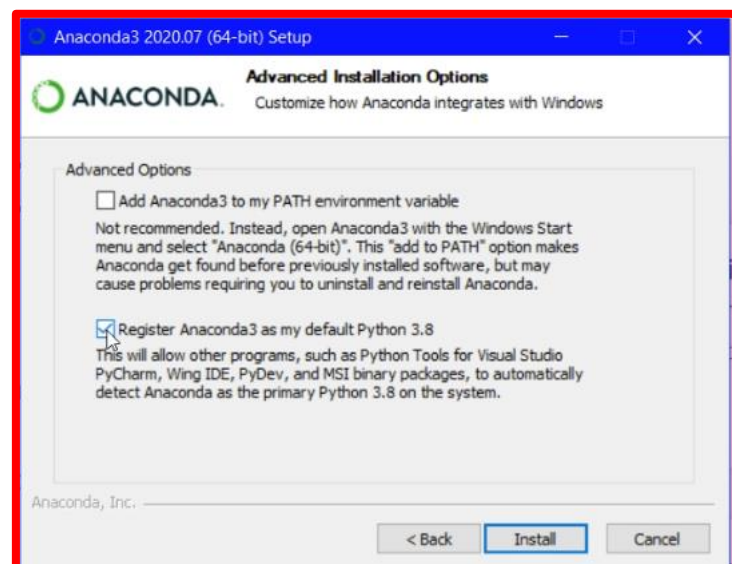 Anaconda3 2020.07 (64-bit) Setup
ANACONDA.
Advanced Installation Options
Customize how Anaconda integrates with Windows
Advanced Options
Add Anaconda3 to my PATH environment variable
Not recommended. Instead, open Anaconda3 with the Windows Start
menu and select "Anaconda (64-bit)". This "add to PATH" option makes
Anaconda get found before previously installed software, but may
cause problems requiring you to uninstall and reinstall Anaconda.
Register Anaconda3 as my default Python 3.8
This will allow other programs, such as Python Tools for Visual Studio
PyCharm, Wing IDE, PyDev, and MSI binary packages, to automatically
detect Anaconda as the primary Python 3.8 on the system.
Anaconda, Inc.
< Back
Install
Cancel